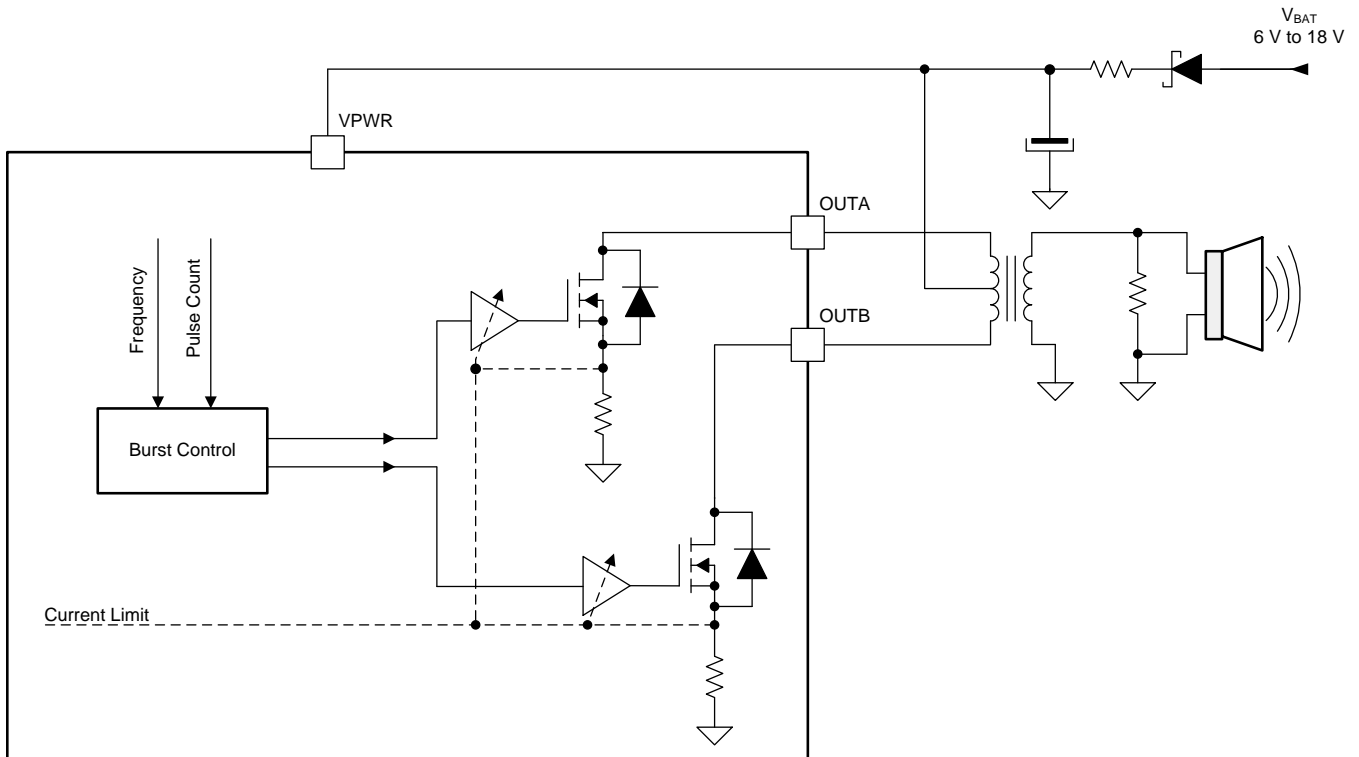 VBAT
6 V to 18 V
VPWR
OUTA
Frequency
Pulse Count
OUTB
Burst Control
Current Limit